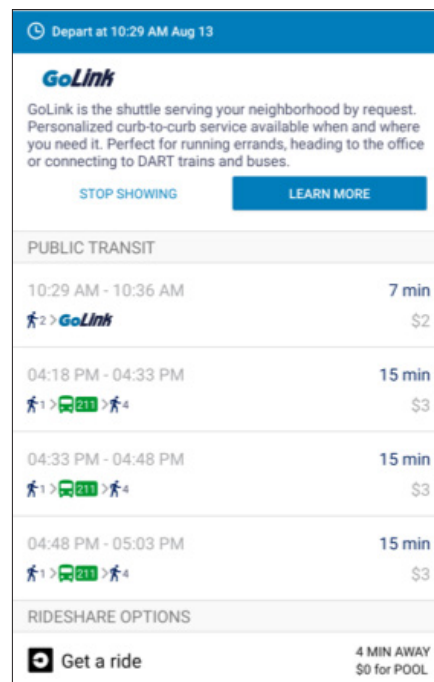 Depart at 10:29 AM Aug 13
GoLink
GoLink is the shuttle serving your neighborhood by request.
Personalized curb-to-curb service available when and where
you need it. Perfect for running errands, heading to the office
or connecting to DART trains and buses.
STOP SHOWING LEARN MORE
PUBLIC TRANSIT
10:29 AM - 10:36 AM 7 min
2 > GoLink $2
04:18 PM - 04:33 PM 15 min
1 > 211 > 4 $3
04:33 PM - 04:48 PM 15 min
1 > 211 > 4 $3
04:48 PM - 05:03 PM 15 min
1 > 211 > 4 $3
RIDESHARE OPTIONS
Get a ride 4 MIN AWAY
$0 for POOL